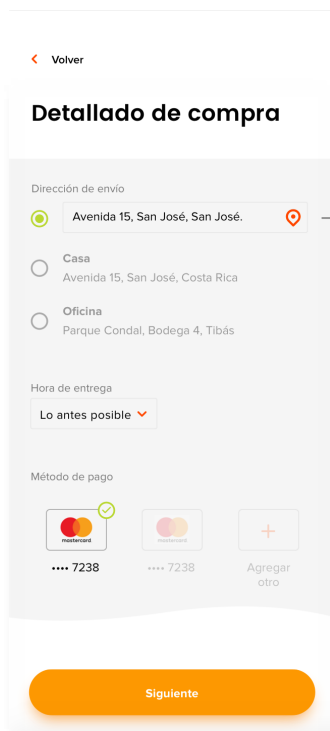 Volver
Detallado de compra
Dirección de envío
Avenida 15, San José, San José.
Casa
Avenida 15, San José, Costa Rica
Oficina
Parque Condal, Bodega 4, Tibás
Hora de entrega
Lo antes posible
Método de pago
mastercard
mastercard
•••• 7238
•••• 7238
Agregar
otro
Siguiente